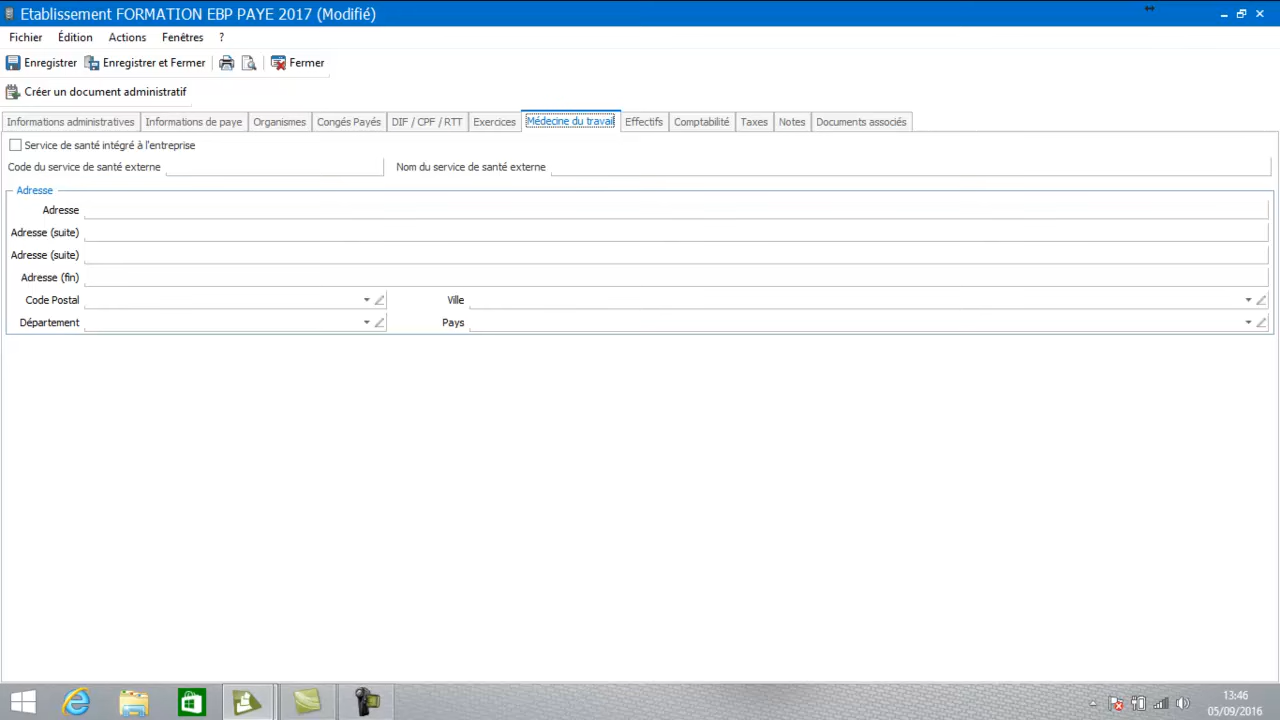 Etablissement FORMATION EBP PAYE 2017 (Modifié)
Fichier Édition Actions Fenêtres ?
Enregistrer Enregistrer et Fermer Fermer
Créer un document administratif
Informations administratives Informations de paye Organismes Congés Payés DIF / CPF / RTT Exercices Médecine du travail Effectifs Comptabilité Taxes Notes Documents associés
Service de santé intégré à l'entreprise
Code du service de santé externe Nom du service de santé externe
Adresse
Adresse
Adresse (suite)
Adresse (suite)
Adresse (fin)
Code Postal Ville
Département Pays
13:46
05/09/2016